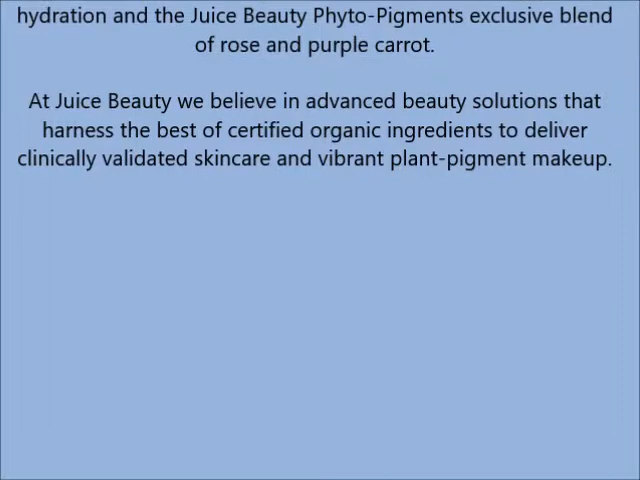 hydration and the Juice Beauty Phyto-Pigments exclusive blend
of rose and purple carrot.
At Juice Beauty we believe in advanced beauty solutions that
harness the best of certified organic ingredients to deliver
clinically validated skincare and vibrant plant-pigment makeup.